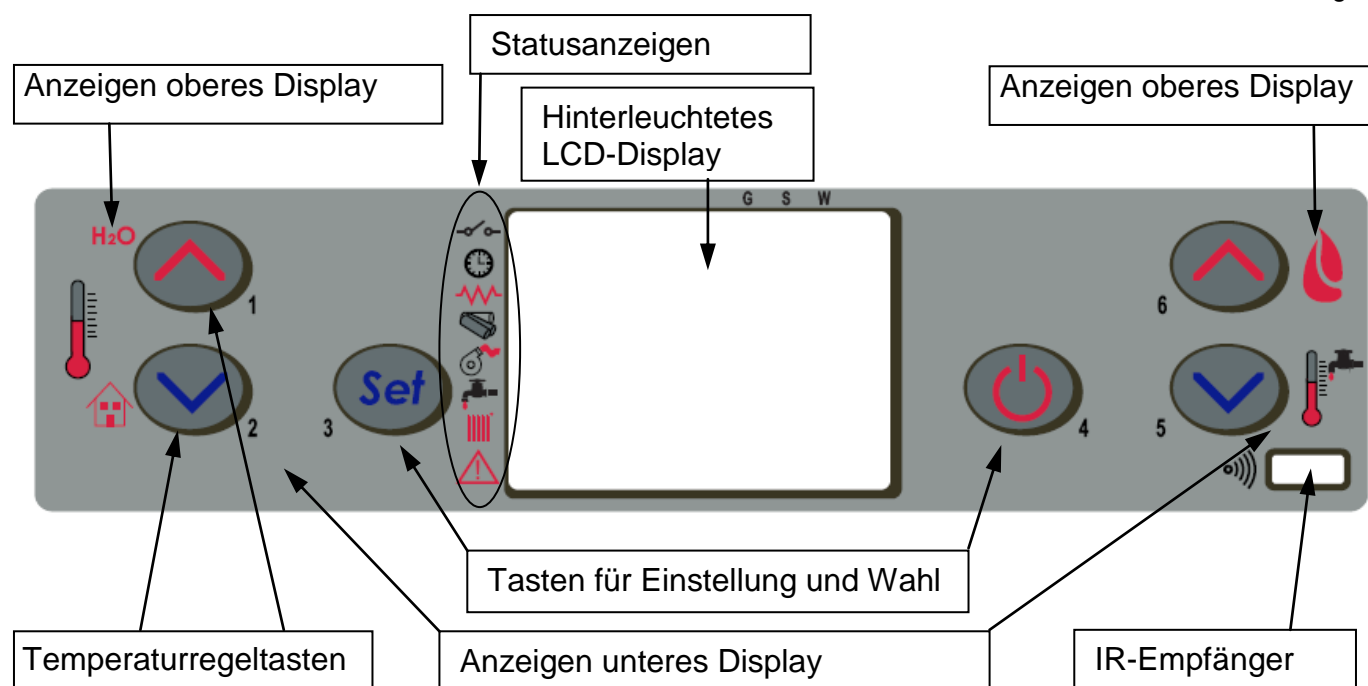 g
Statusanzeigen
Anzeigen oberes Display
Anzeigen oberes Display
Hinterleuchtetes
LCD-Display
G S W
H2O
1
6
Set
2
3
4
5
Tasten für Einstellung und Wahl
Temperaturregeltasten
Anzeigen unteres Display
IR-Empfänger